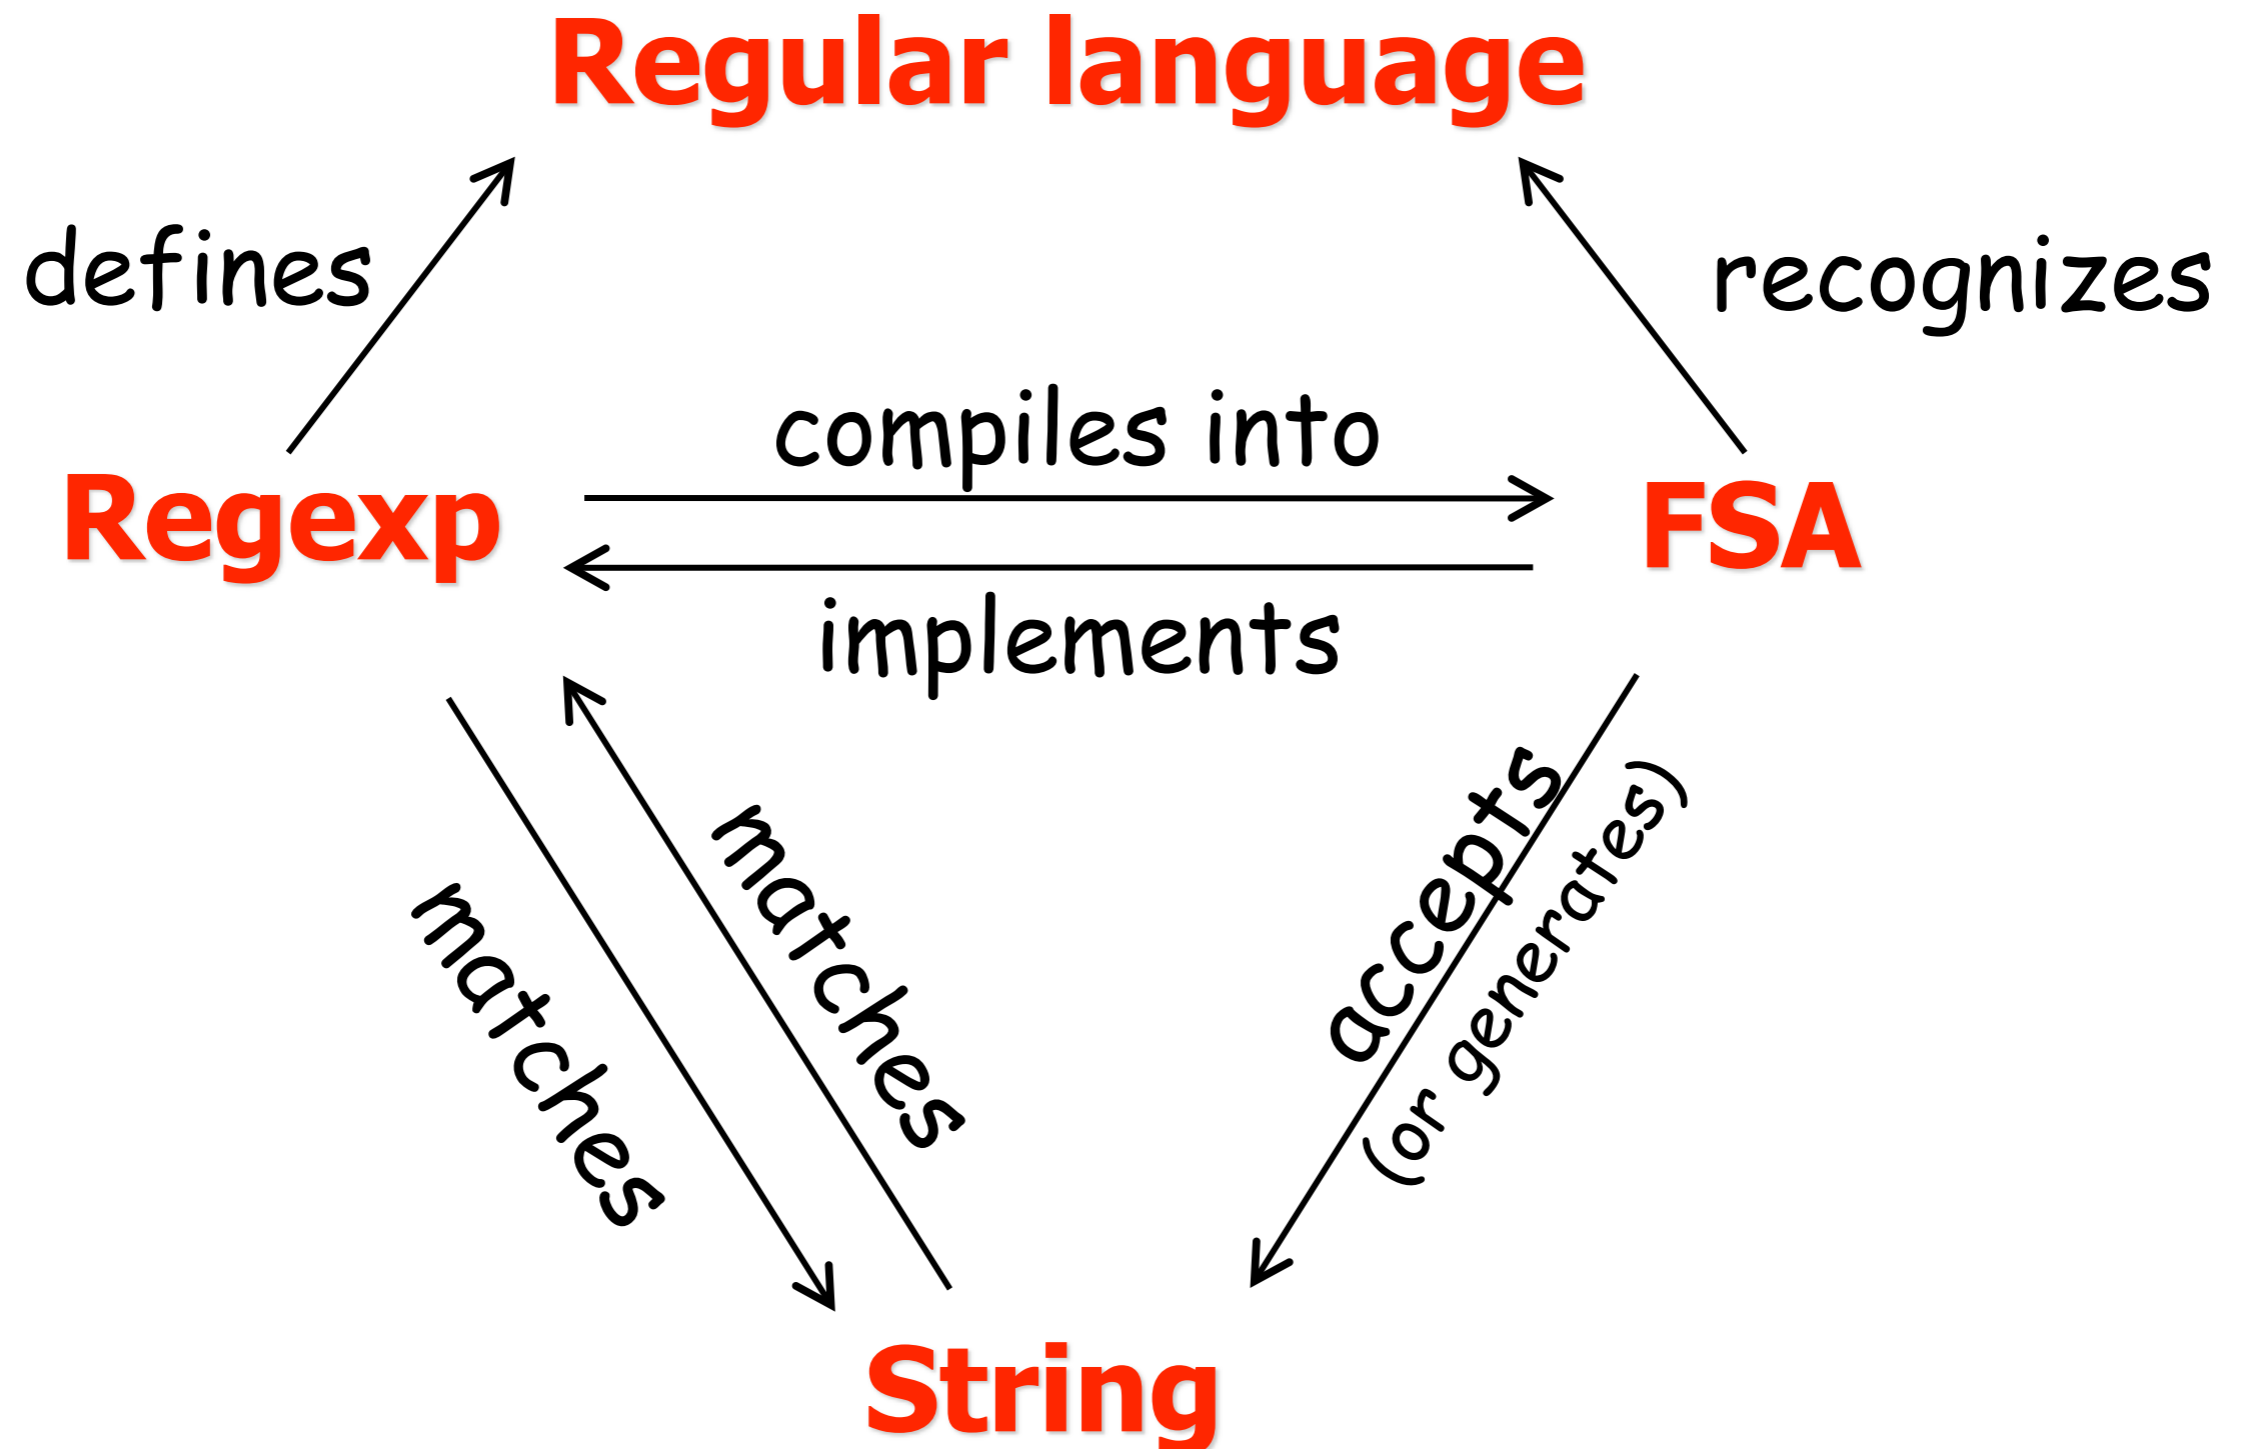 Regular language
defines
recognizes
compiles into
Regexp
FSA
implements
matches
matches
accepts
(or generates)
String